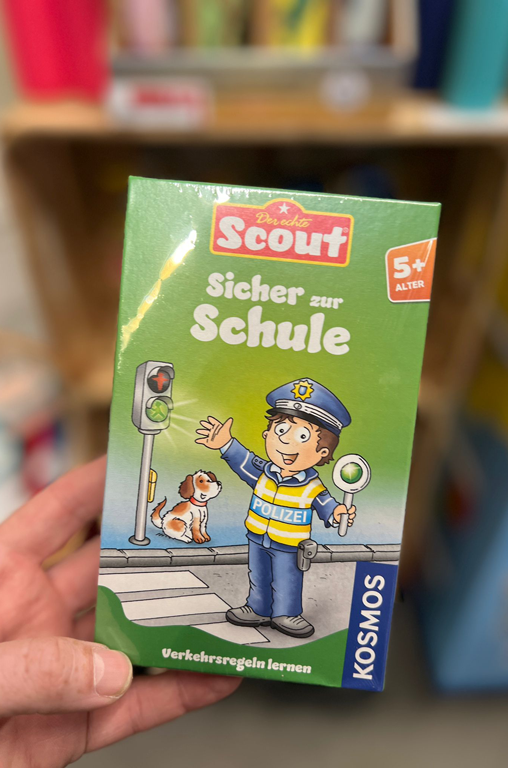 Der echte
Scout
5+
ALTER
Sicher zur
Schule
POLIZEI
KOSMOS
Verkehrsregeln lernen